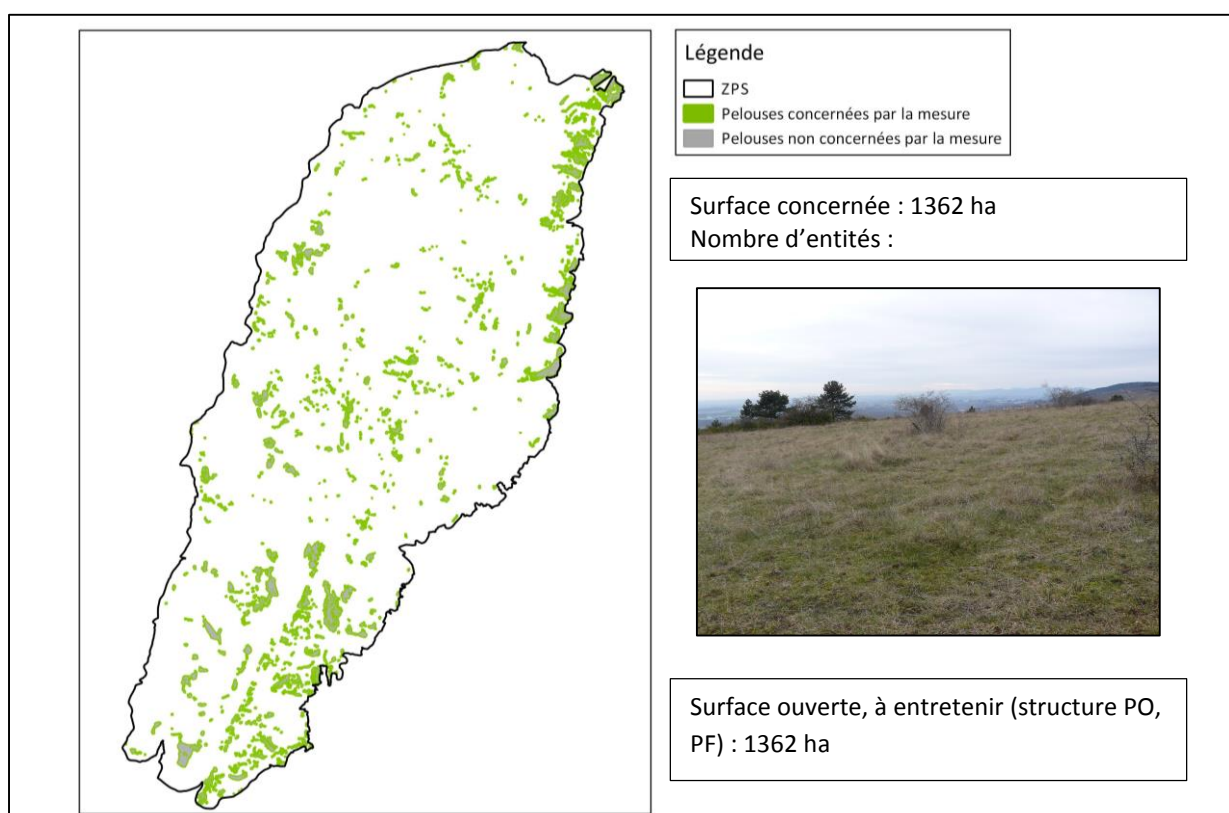 Légende
ZPS
Pelouses concernées par la mesure
Pelouses non concernées par la mesure
Surface concernée : 1362 ha
Nombre d’entités :
Surface ouverte, à entretenir (structure PO,
PF) : 1362 ha